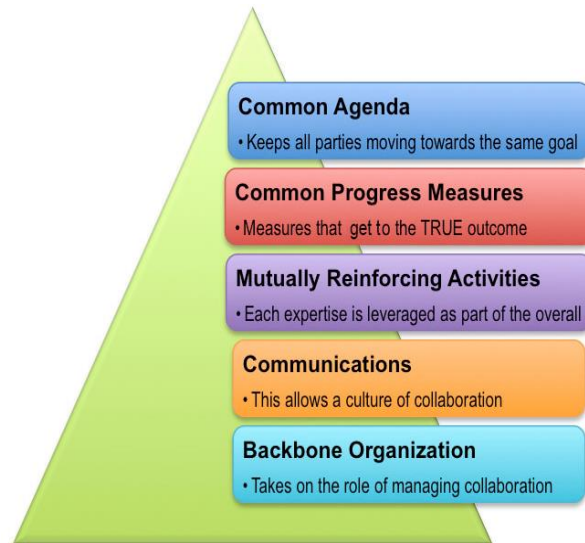 Common Agenda
• Keeps all parties moving towards the same goal
Common Progress Measures
• Measures that get to the TRUE outcome
Mutually Reinforcing Activities
• Each expertise is leveraged as part of the overall
Communications
• This allows a culture of collaboration
Backbone Organization
• Takes on the role of managing collaboration